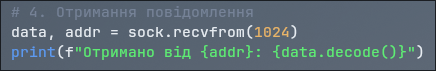 # 4. Отримання повідомлення
data, addr = sock.recvfrom(1024)
print(f"Отримано від {addr}: {data.decode()}")